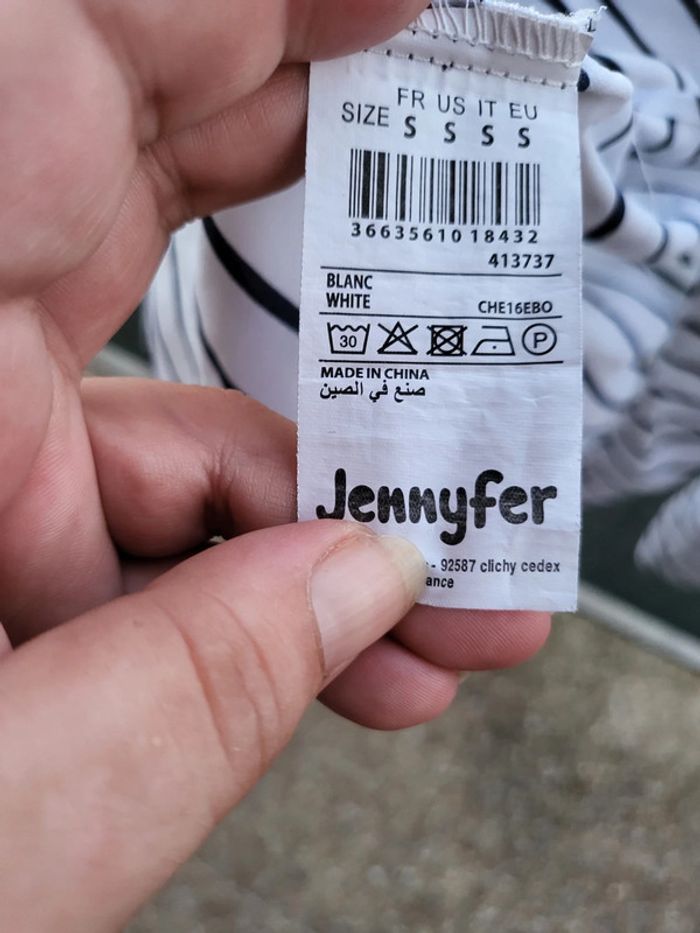 FR US IT EU
SIZE S S S S
3663561018432
413737
BLANC
WHITE
CHE16EBO
30
P
MADE IN CHINA
صنع في الصين
Jennyfer
- 92587 clichy cedex